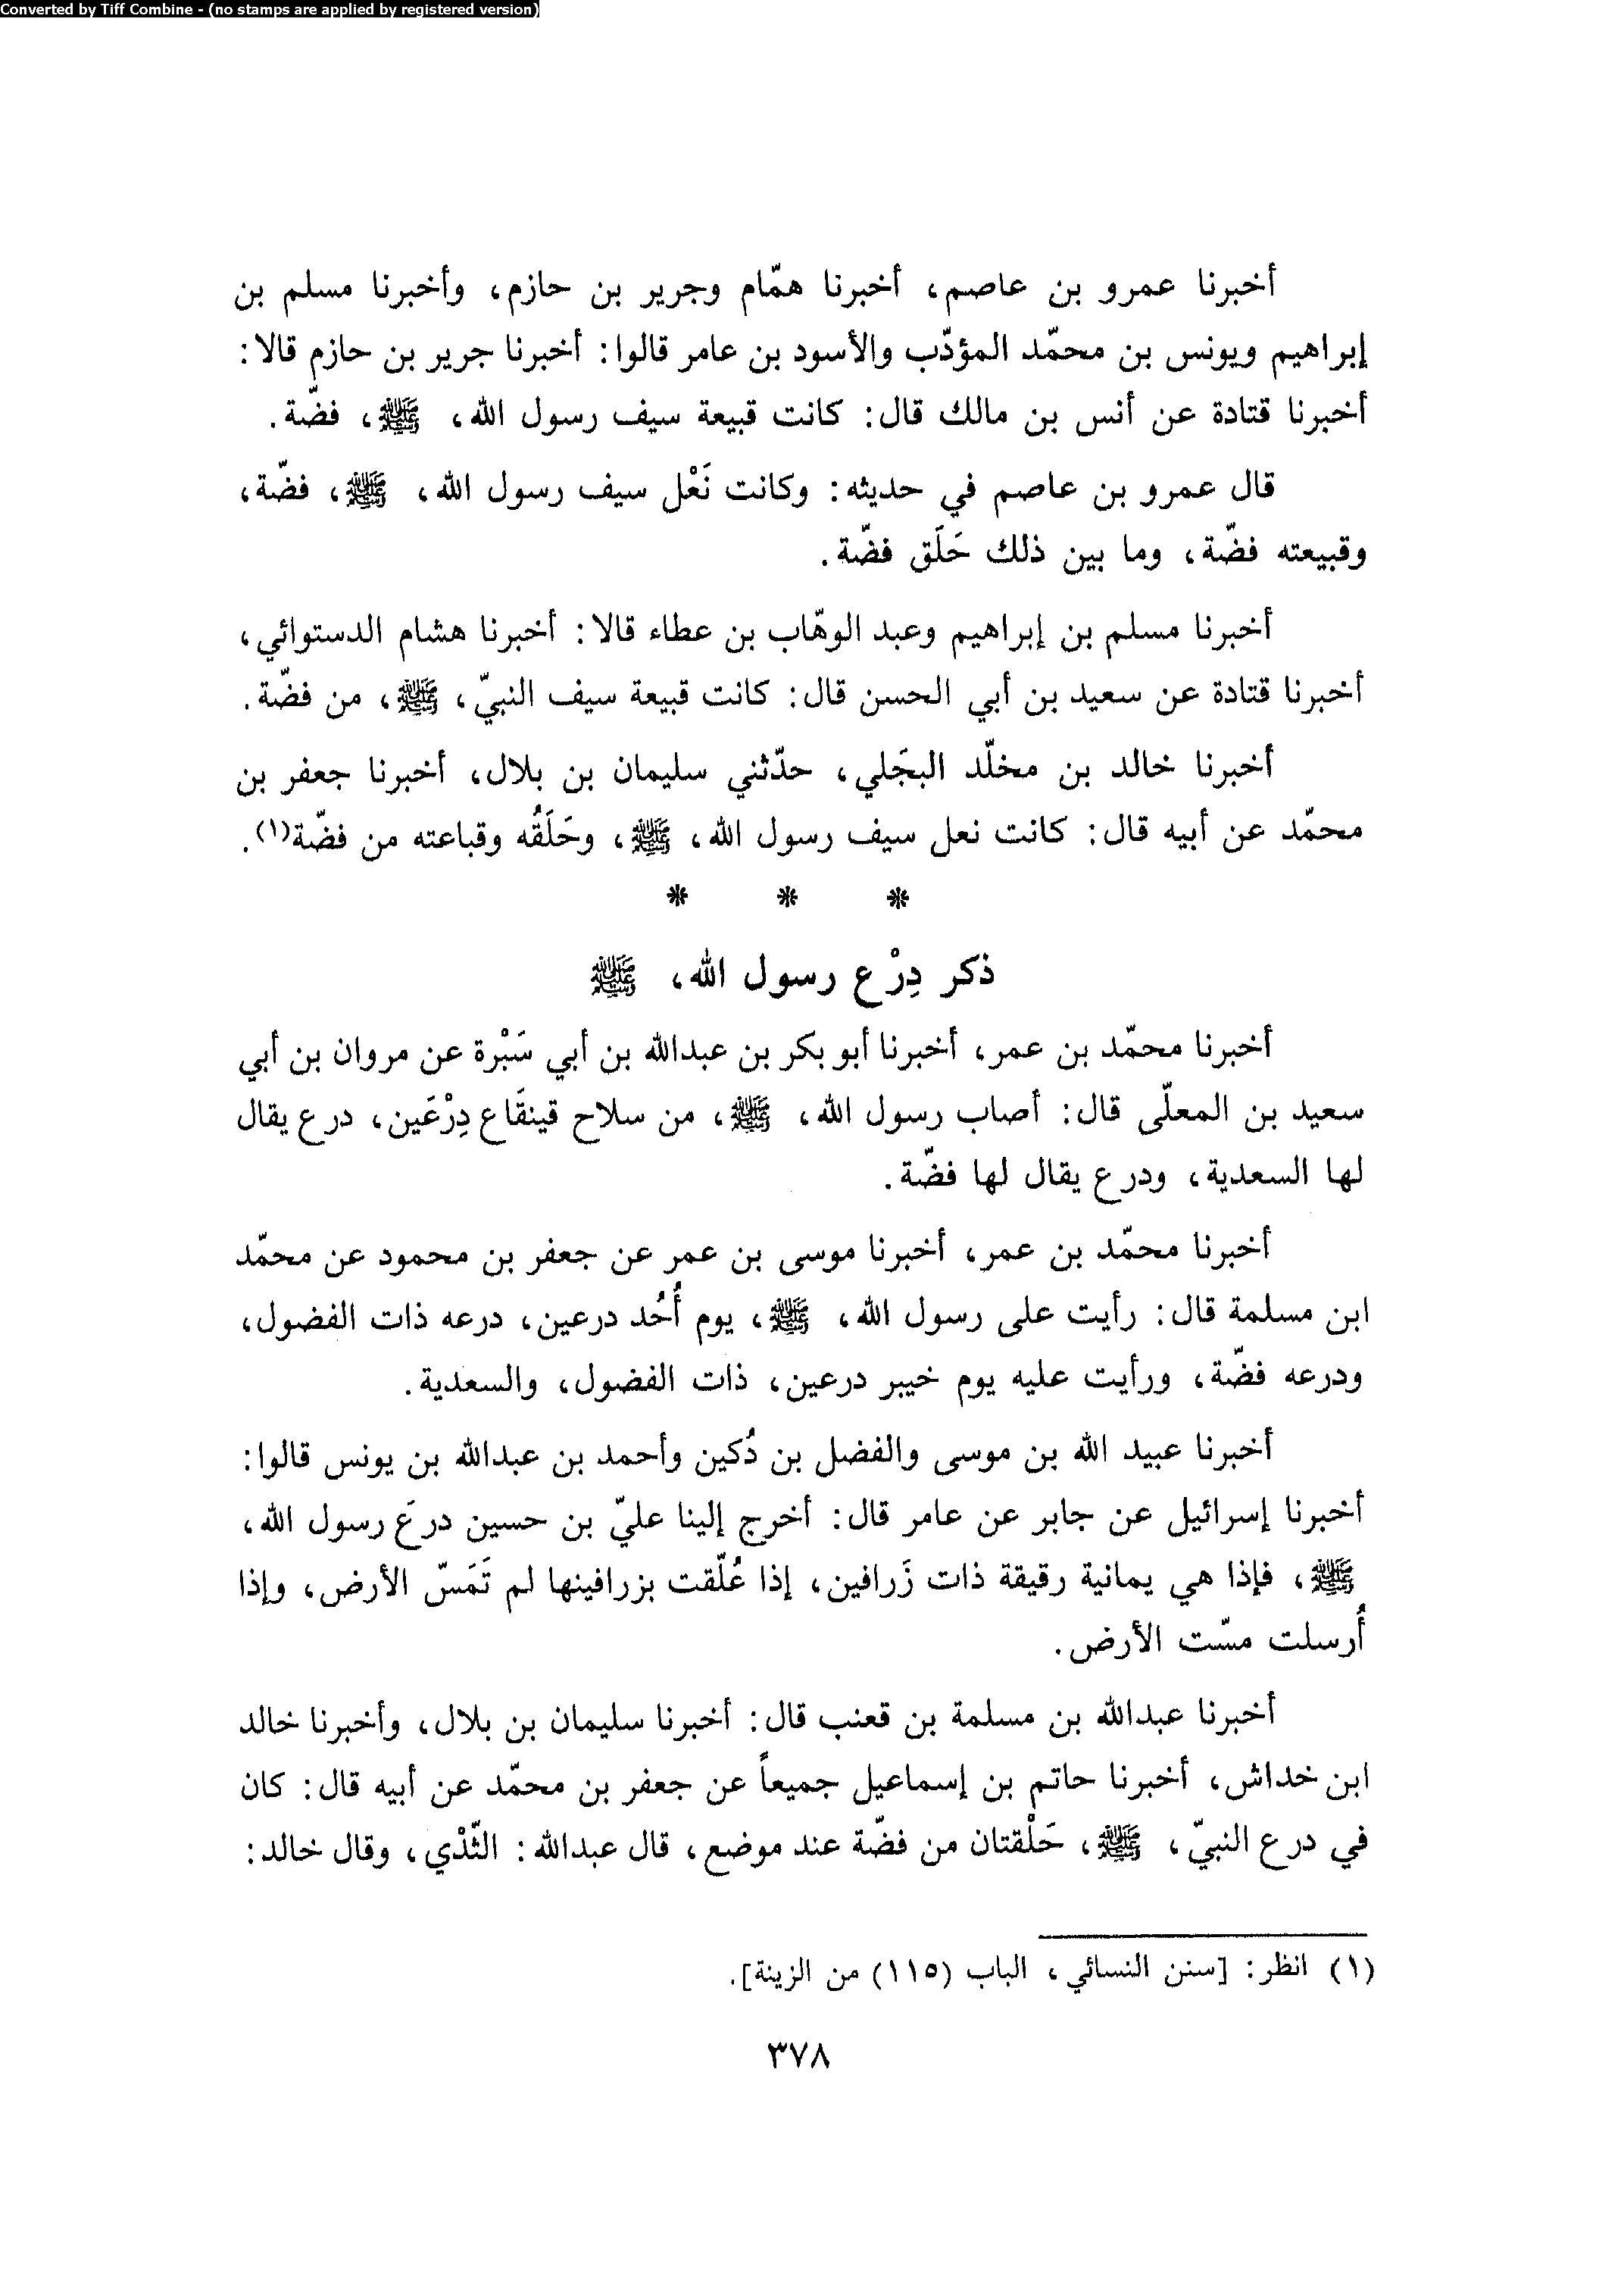 Converted by Tiff Combine - (no stamps are applied by registered version)
أخبرنا عمرو بن عاصم، أخبرنا همّام وجرير بن حازم، وأخبرنا مسلم بن
إبراهيم ويونس بن محمّد المؤدّب والأسود بن عامر قالوا: أخبرنا جرير بن حازم قالا:
أخبرنا قتادة عن أنس بن مالك قال: كانت قبيعة سيف رسول الله، ﷺ، فضّة.
قال عمرو بن عاصم في حديثه: وكانت نَعْل سيف رسول الله، ﷺ، فضّة،
وقبيعته فضّة، وما بين ذلك حَلَق فضّة.
أخبرنا مسلم بن إبراهيم وعبد الوهّاب بن عطاء قالا: أخبرنا هشام الدستوائي،
أخبرنا قتادة عن سعيد بن أبي الحسن قال: كانت قبيعة سيف النبيّ، ﷺ، من فضّة.
أخبرنا خالد بن مخلّد البجَلي، حدّثني سليمان بن بلال، أخبرنا جعفر بن
محمّد عن أبيه قال: كانت نعل سيف رسول الله، ﷺ، وحَلَقُه وقباعته من فضّة(١).
* * *
ذكر دِرْع رسول الله، ﷺ
أخبرنا محمّد بن عمر، أخبرنا أبو بكر بن عبدالله بن أبي سَبْرة عن مروان بن أبي
سعيد بن المعلّى قال: أصاب رسول الله، ﷺ، من سلاح قينقَاع دِرْعَين، درع يقال
لها السعدية، ودرع يقال لها فضّة.
أخبرنا محمّد بن عمر، أخبرنا موسى بن عمر عن جعفر بن محمود عن محمّد
ابن مسلمة قال: رأيت على رسول الله، ﷺ، يوم أُحُد درعين، درعه ذات الفضول،
ودرعه فضّة، ورأيت عليه يوم خيبر درعين، ذات الفضول، والسعدية.
أخبرنا عبيد الله بن موسى والفضل بن دُكين وأحمد بن عبدالله بن يونس قالوا:
أخبرنا إسرائيل عن جابر عن عامر قال: أخرج إلينا عليّ بن حسين درعَ رسول الله،
ﷺ، فإذا هي يمانية رقيقة ذات زَرافين، إذا عُلّقت بزرافينها لم تَمَسّ الأرض، وإذا
أُرسلت مسّت الأرض.
أخبرنا عبدالله بن مسلمة بن قعنب قال: أخبرنا سليمان بن بلال، وأخبرنا خالد
ابن خداش، أخبرنا حاتم بن إسماعيل جميعاً عن جعفر بن محمّد عن أبيه قال: كان
في درع النبيّ، ﷺ، حَلْقتان من فضّة عند موضع، قال عبدالله: الثّدْي، وقال خالد:
(١) انظر: [سنن النسائي، الباب (١١٥) من الزينة].
٣٧٨